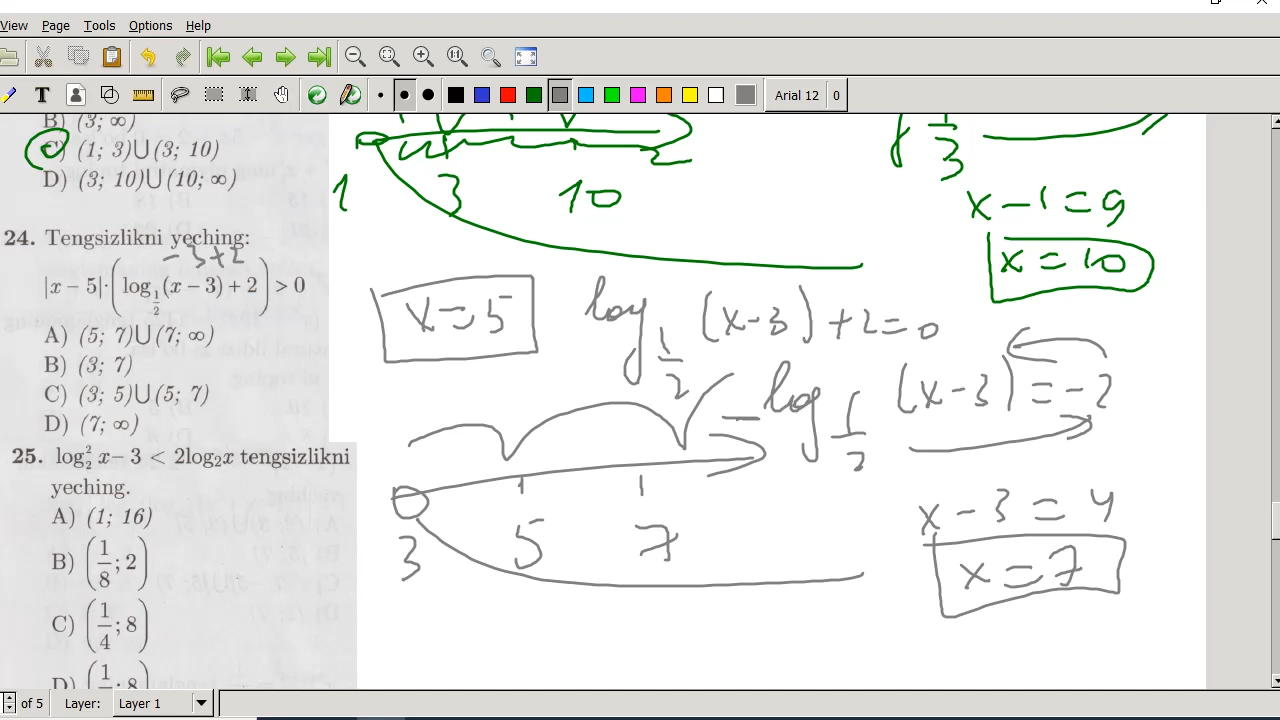 View Page Tools Options Help
T Arial 12 0
B) (3; ∞)
C) (1; 3)⋃(3; 10)
D) (3; 10)⋃(10; ∞)
1 3 10
1/3
x − 1 = 9
x = 10
24. Tengsizlikni yeching:
−3+2
|x − 5|·(log_{1/2}(x − 3) + 2) > 0
A) (5; 7)⋃(7; ∞)
B) (3; 7)
C) (3; 5)⋃(5; 7)
D) (7; ∞)
x = 5
log_{1/2}(x−3)+2=0
log_{1/2}(x−3) = −2
3 5 7
x − 3 = 4
x = 7
25. log₂² x − 3 < 2log₂x tengsizlikni
yeching.
A) (1; 16)
B) (1/8; 2)
C) (1/4; 8)
of 5 Layer: Layer 1